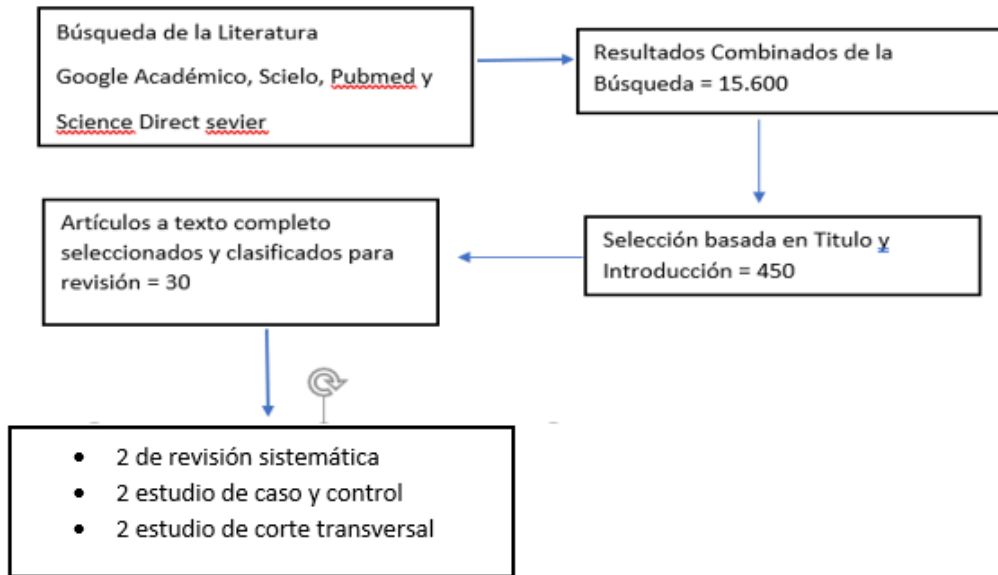 Búsqueda de la Literatura
Google Académico, Scielo, Pubmed y
Science Direct sevier
Resultados Combinados de la
Búsqueda = 15.600
Selección basada en Titulo y
Introducción = 450
Artículos a texto completo
seleccionados y clasificados para
revisión = 30
• 2 de revisión sistemática
• 2 estudio de caso y control
• 2 estudio de corte transversal